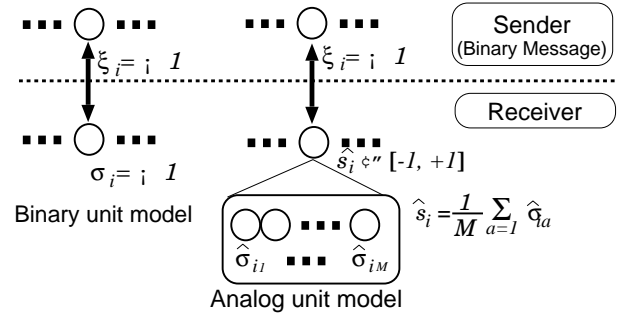 ξi = ¡ 1
ξi = ¡ 1
Sender
(Binary Message)
Receiver
σi = ¡ 1
ŝi ¢″ [-1, +1]
Binary unit model
σ̂i1
σ̂iM
ŝi = 1/M ∑a=1 σ̂ia
Analog unit model